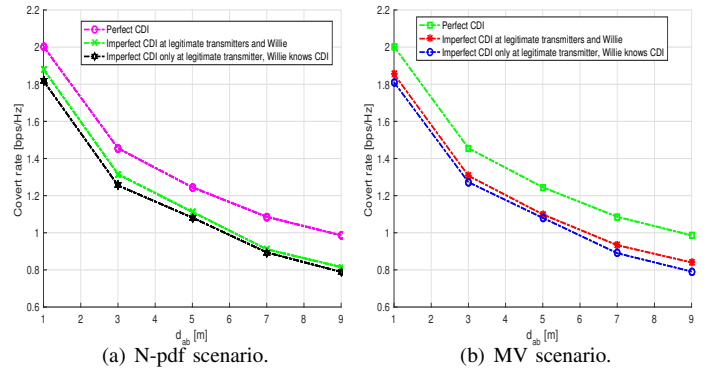 2.2
2
1.8
1.6
1.4
1.2
1
0.8
0.6
Covert rate [bps/Hz]
Perfect CDI
Imperfect CDI at legitimate transmitters and Willie
Imperfect CDI only at legitimate transmitter, Willie knows CDI
1 2 3 4 5 6 7 8 9
d_ab [m]
(a) N-pdf scenario.
2.2
2
1.8
1.6
1.4
1.2
1
0.8
0.6
Covert rate [bps/Hz]
Perfect CDI
Imperfect CDI at legitimate transmitters and Willie
Imperfect CDI only at legitimate transmitter, Willie knows CDI
1 2 3 4 5 6 7 8 9
d_ab [m]
(b) MV scenario.